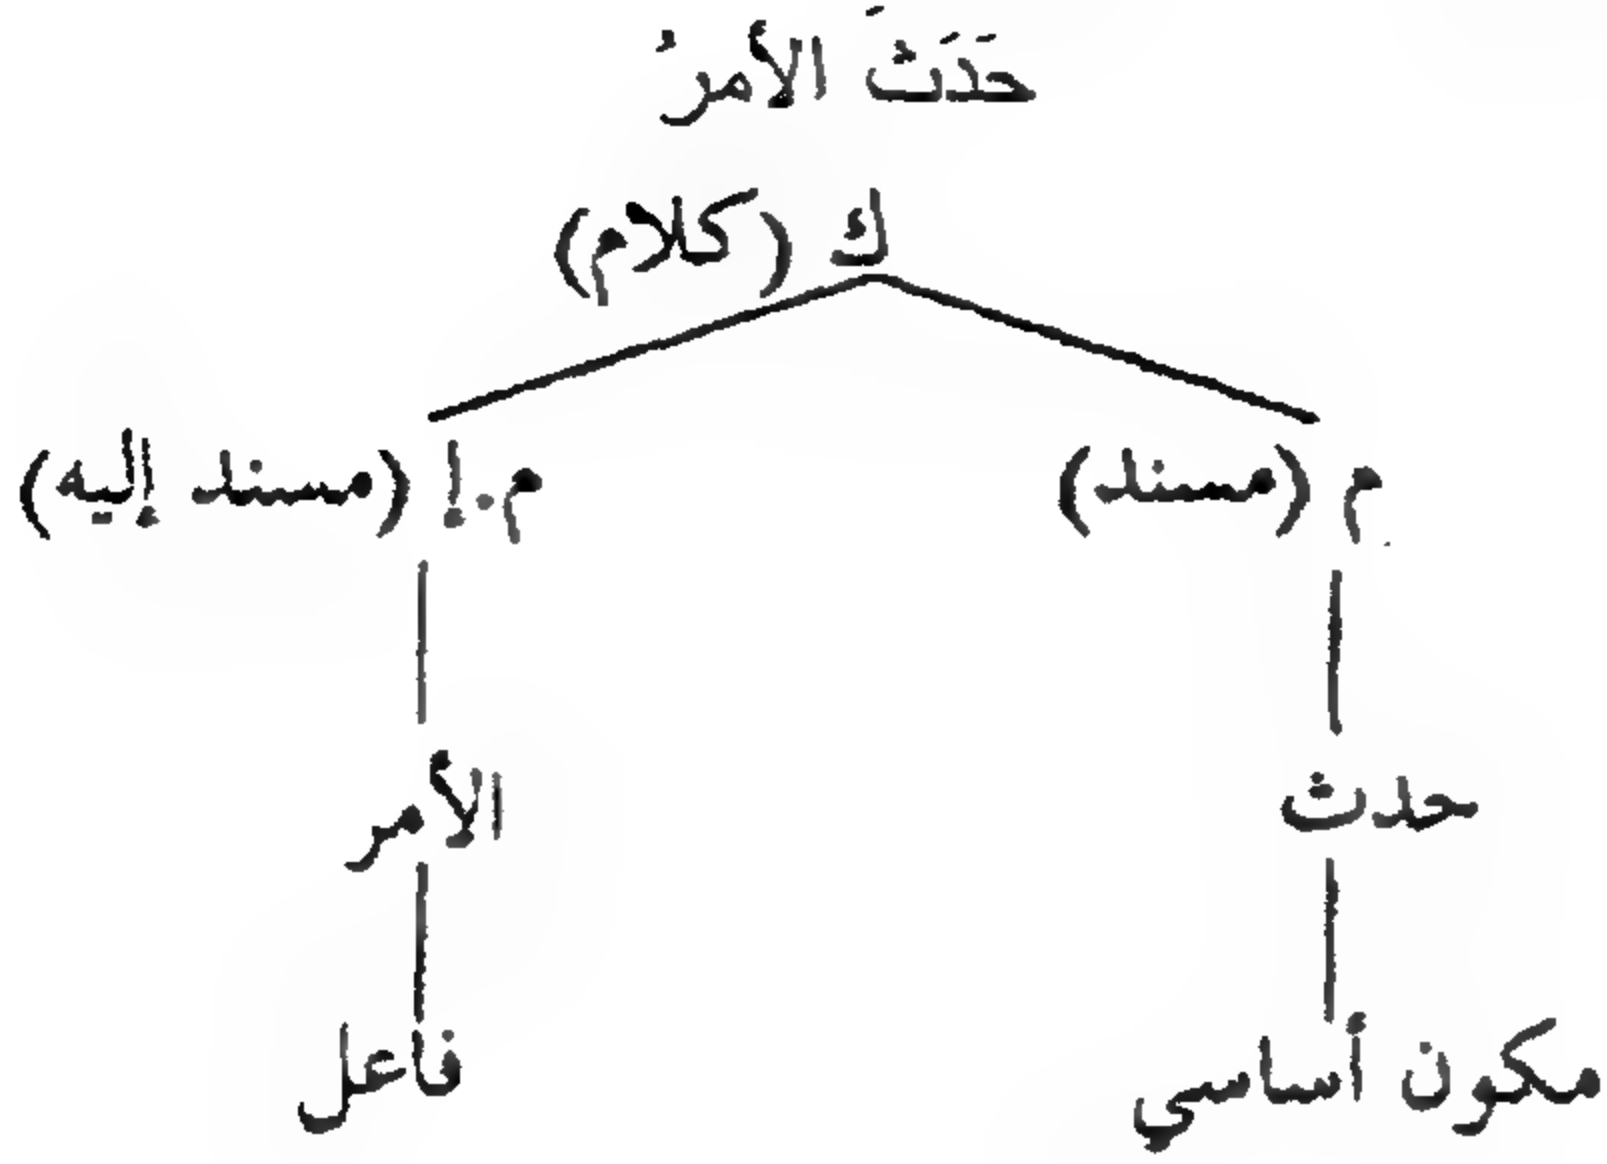 حَدَثَ الأمرُ
ك (كلام)
م (مسند) م.إ (مسند إليه)
حدث الأمر
مكون أساسي فاعل